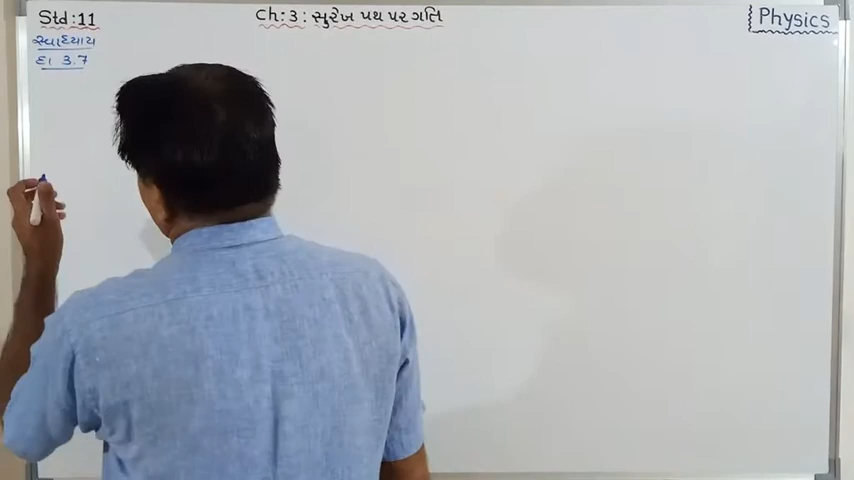 Std:11
Ch:3: સુરેખ પથ પર ગતિ
Physics
સ્વાધ્યાય
દા 3.7